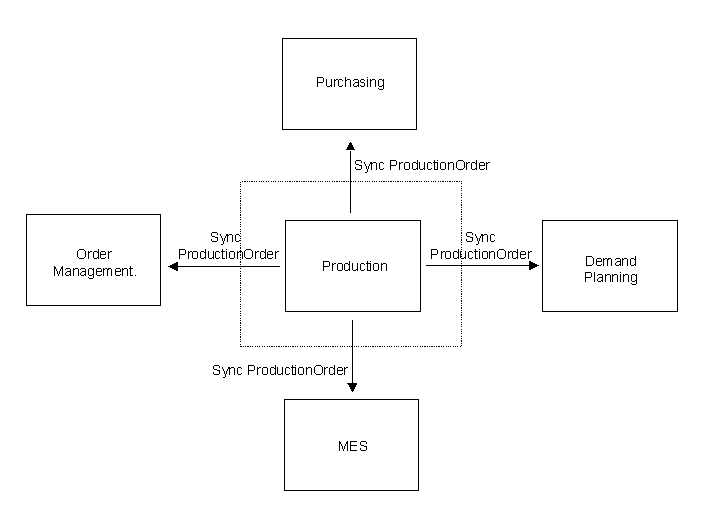 Purchasing
Sync ProductionOrder
Order
Management.
Sync
ProductionOrder
Production
Sync
ProductionOrder
Demand
Planning
Sync ProductionOrder
MES